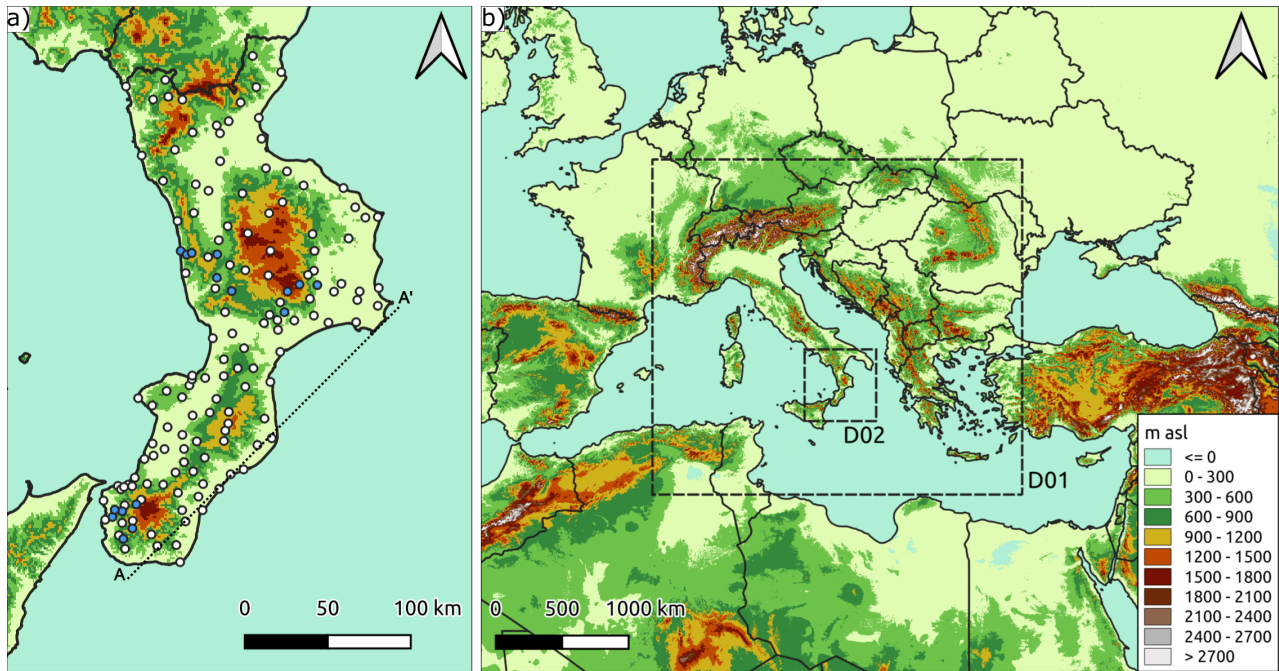 a)
A'
A
0 50 100 km
b)
D02
D01
0 500 1000 km
m asl
<= 0
0 - 300
300 - 600
600 - 900
900 - 1200
1200 - 1500
1500 - 1800
1800 - 2100
2100 - 2400
2400 - 2700
> 2700